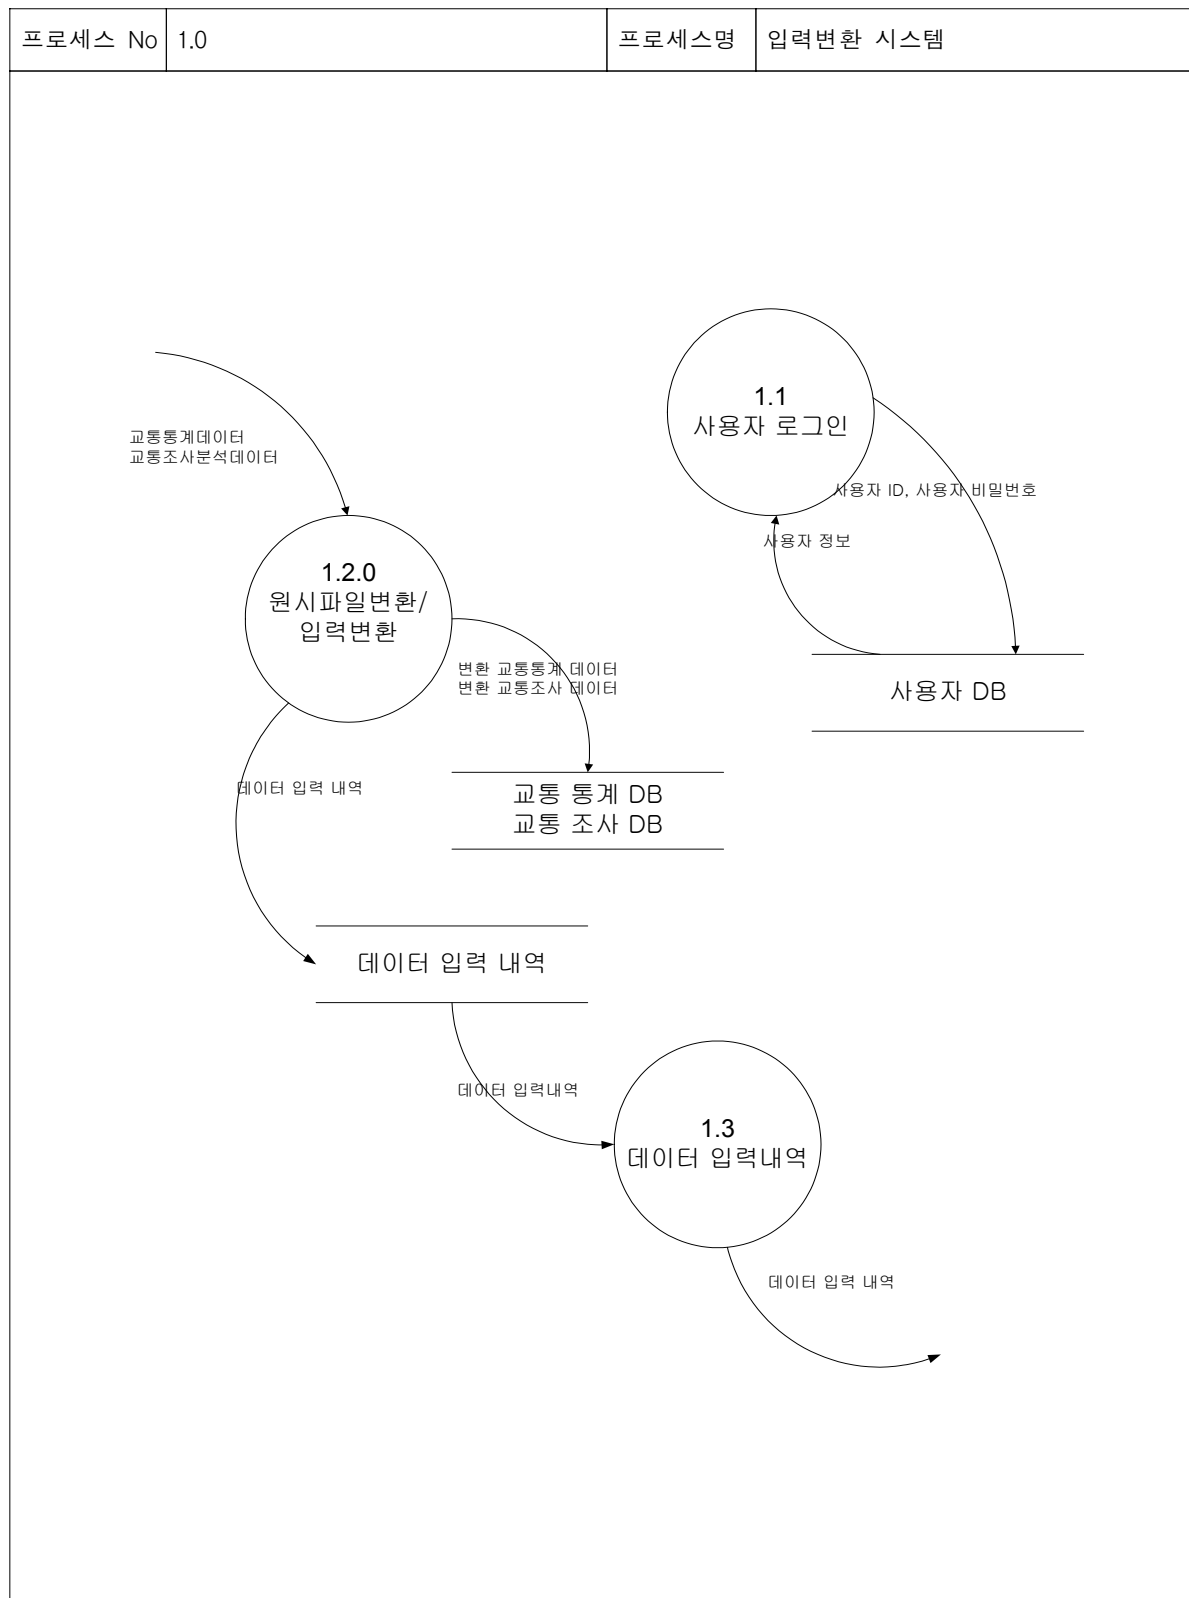 프로세스 No 1.0 프로세스명 입력변환 시스템
1.1
사용자 로그인
교통통계데이터
교통조사분석데이터
사용자 ID, 사용자 비밀번호
사용자 정보
1.2.0
원시파일변환/
입력변환
변환 교통통계 데이터
변환 교통조사 데이터
사용자 DB
데이터 입력 내역
교통 통계 DB
교통 조사 DB
데이터 입력 내역
데이터 입력내역
1.3
데이터 입력내역
데이터 입력 내역